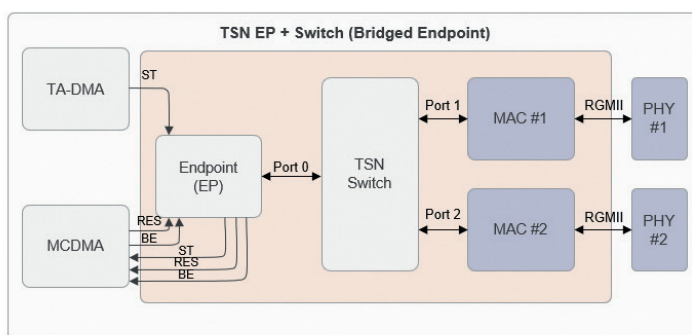 TSN EP + Switch (Bridged Endpoint)
TA-DMA
ST
Endpoint
(EP)
Port 0
TSN
Switch
Port 1
MAC #1
RGMII
PHY
#1
MCDMA
RES
BE
ST
RES
BE
Port 2
MAC #2
RGMII
PHY
#2